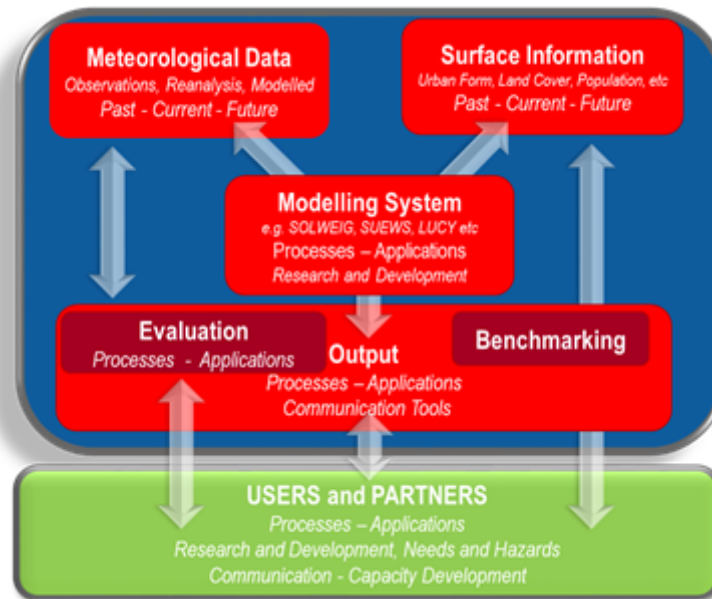 Meteorological Data
Observations, Reanalysis, Modelled
Past - Current - Future
Surface Information
Urban Form, Land Cover, Population, etc
Past - Current - Future
Modelling System
e.g. SOLWEIG, SUEWS, LUCY etc
Processes – Applications
Research and Development
Evaluation
Processes - Applications
Output
Processes – Applications
Communication Tools
Benchmarking
USERS and PARTNERS
Processes – Applications
Research and Development, Needs and Hazards
Communication - Capacity Development